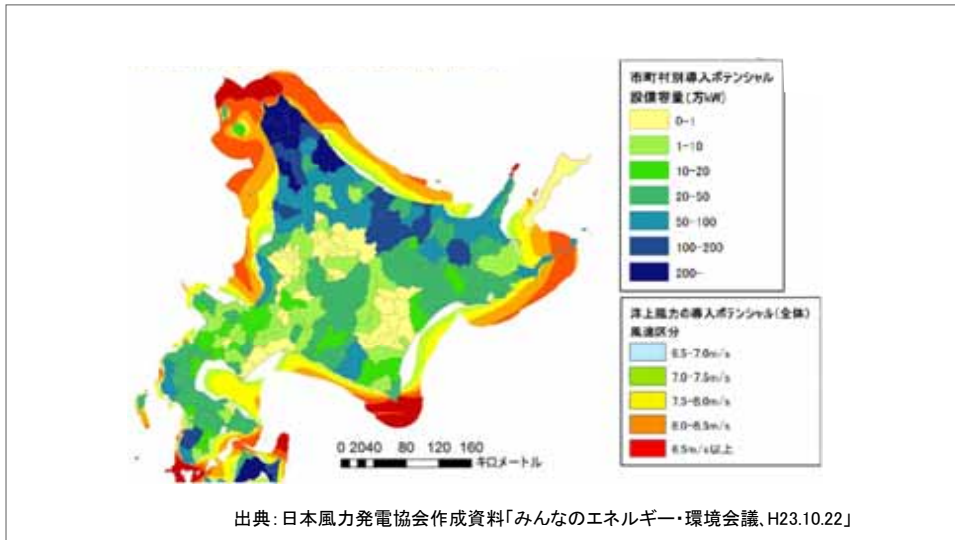 市町村別導入ポテンシャル
設備容量(万kW)
0-1
1-10
10-20
20-50
50-100
100-200
200-
洋上風力の導入ポテンシャル(全体)
風速区分
6.5-7.0m/s
7.0-7.5m/s
7.5-8.0m/s
8.0-8.5m/s
8.5m/s以上
0 2040 80 120 160
キロメートル
出典：日本風力発電協会作成資料「みんなのエネルギー・環境会議、H23.10.22」